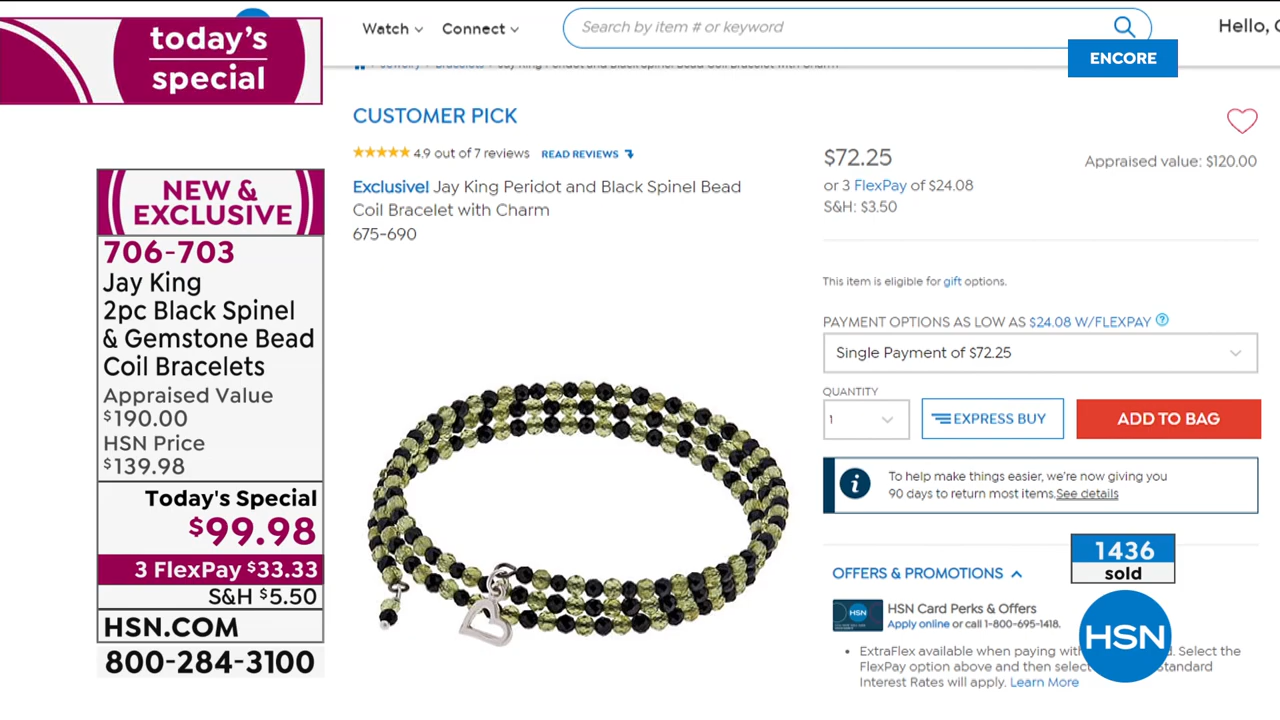 today's
special
Watch
Connect
Search by item # or keyword
Hello,
ENCORE
NEW &
EXCLUSIVE
706-703
Jay King
2pc Black Spinel
& Gemstone Bead
Coil Bracelets
Appraised Value
$190.00
HSN Price
$139.98
Today's Special
$99.98
3 FlexPay $33.33
S&H $5.50
HSN.COM
800-284-3100
CUSTOMER PICK
4.9 out of 7 reviews READ REVIEWS
Exclusive! Jay King Peridot and Black Spinel Bead
Coil Bracelet with Charm
675-690
$72.25
Appraised value: $120.00
or 3 FlexPay of $24.08
S&H: $3.50
This item is eligible for gift options.
PAYMENT OPTIONS AS LOW AS $24.08 W/FLEXPAY ?
Single Payment of $72.25
QUANTITY
1
EXPRESS BUY
ADD TO BAG
i
To help make things easier, we're now giving you
90 days to return most items.See details
1436
sold
OFFERS & PROMOTIONS
HSN
HSN Card Perks & Offers
Apply online or call 1-800-695-1418.
HSN
• ExtraFlex available when paying with Select the
FlexPay option above and then select Standard
Interest Rates will apply. Learn More